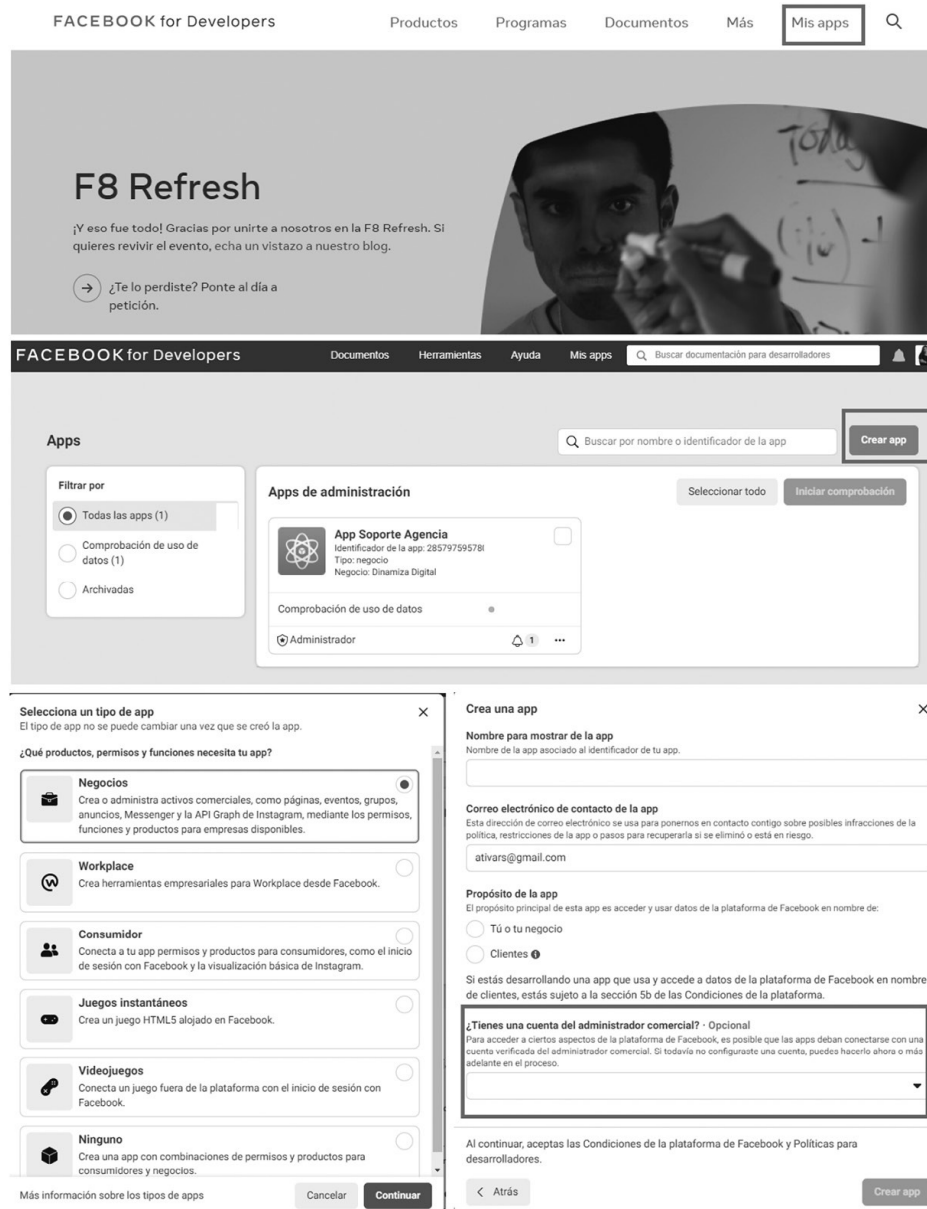 FACEBOOK for Developers
Productos
Programas
Documentos
Más
Mis apps
F8 Refresh
¡Y eso fue todo! Gracias por unirte a nosotros en la F8 Refresh. Si
quieres revivir el evento, echa un vistazo a nuestro blog.
¿Te lo perdiste? Ponte al día a
petición.
FACEBOOK for Developers
Documentos
Herramientas
Ayuda
Mis apps
Buscar documentación para desarrolladores
Apps
Buscar por nombre o identificador de la app
Crear app
Filtrar por
Todas las apps (1)
Comprobación de uso de
datos (1)
Archivadas
Apps de administración
Seleccionar todo
Iniciar comprobación
App Soporte Agencia
Identificador de la app: 28579759578
Tipo: negocio
Negocio: Dinamiza Digital
Comprobación de uso de datos
Administrador
1
Selecciona un tipo de app
El tipo de app no se puede cambiar una vez que se creó la app.
¿Qué productos, permisos y funciones necesita tu app?
Negocios
Crea o administra activos comerciales, como páginas, eventos, grupos,
anuncios, Messenger y la API Graph de Instagram, mediante los permisos,
funciones y productos para empresas disponibles.
Workplace
Crea herramientas empresariales para Workplace desde Facebook.
Consumidor
Conecta a tu app permisos y productos para consumidores, como el inicio
de sesión con Facebook y la visualización básica de Instagram.
Juegos instantáneos
Crea un juego HTML5 alojado en Facebook.
Videojuegos
Conecta un juego fuera de la plataforma con el inicio de sesión con
Facebook.
Ninguno
Crea una app con combinaciones de permisos y productos para
consumidores y negocios.
Más información sobre los tipos de apps
Cancelar
Continuar
Crea una app
Nombre para mostrar de la app
Nombre de la app asociado al identificador de tu app.
Correo electrónico de contacto de la app
Esta dirección de correo electrónico se usa para ponernos en contacto contigo sobre posibles infracciones de la
política, restricciones de la app o pasos para recuperarla si se eliminó o está en riesgo.
ativars@gmail.com
Propósito de la app
El propósito principal de esta app es acceder y usar datos de la plataforma de Facebook en nombre de:
Tú o tu negocio
Clientes
Si estás desarrollando una app que usa y accede a datos de la plataforma de Facebook en nombre
de clientes, estás sujeto a la sección 5b de las Condiciones de la plataforma.
¿Tienes una cuenta del administrador comercial? · Opcional
Para acceder a ciertos aspectos de la plataforma de Facebook, es posible que las apps deban conectarse con una
cuenta verificada del administrador comercial. Si todavía no configuraste una cuenta, puedes hacerlo ahora o más
adelante en el proceso.
Al continuar, aceptas las Condiciones de la plataforma de Facebook y Políticas para
desarrolladores.
Atrás
Crear app